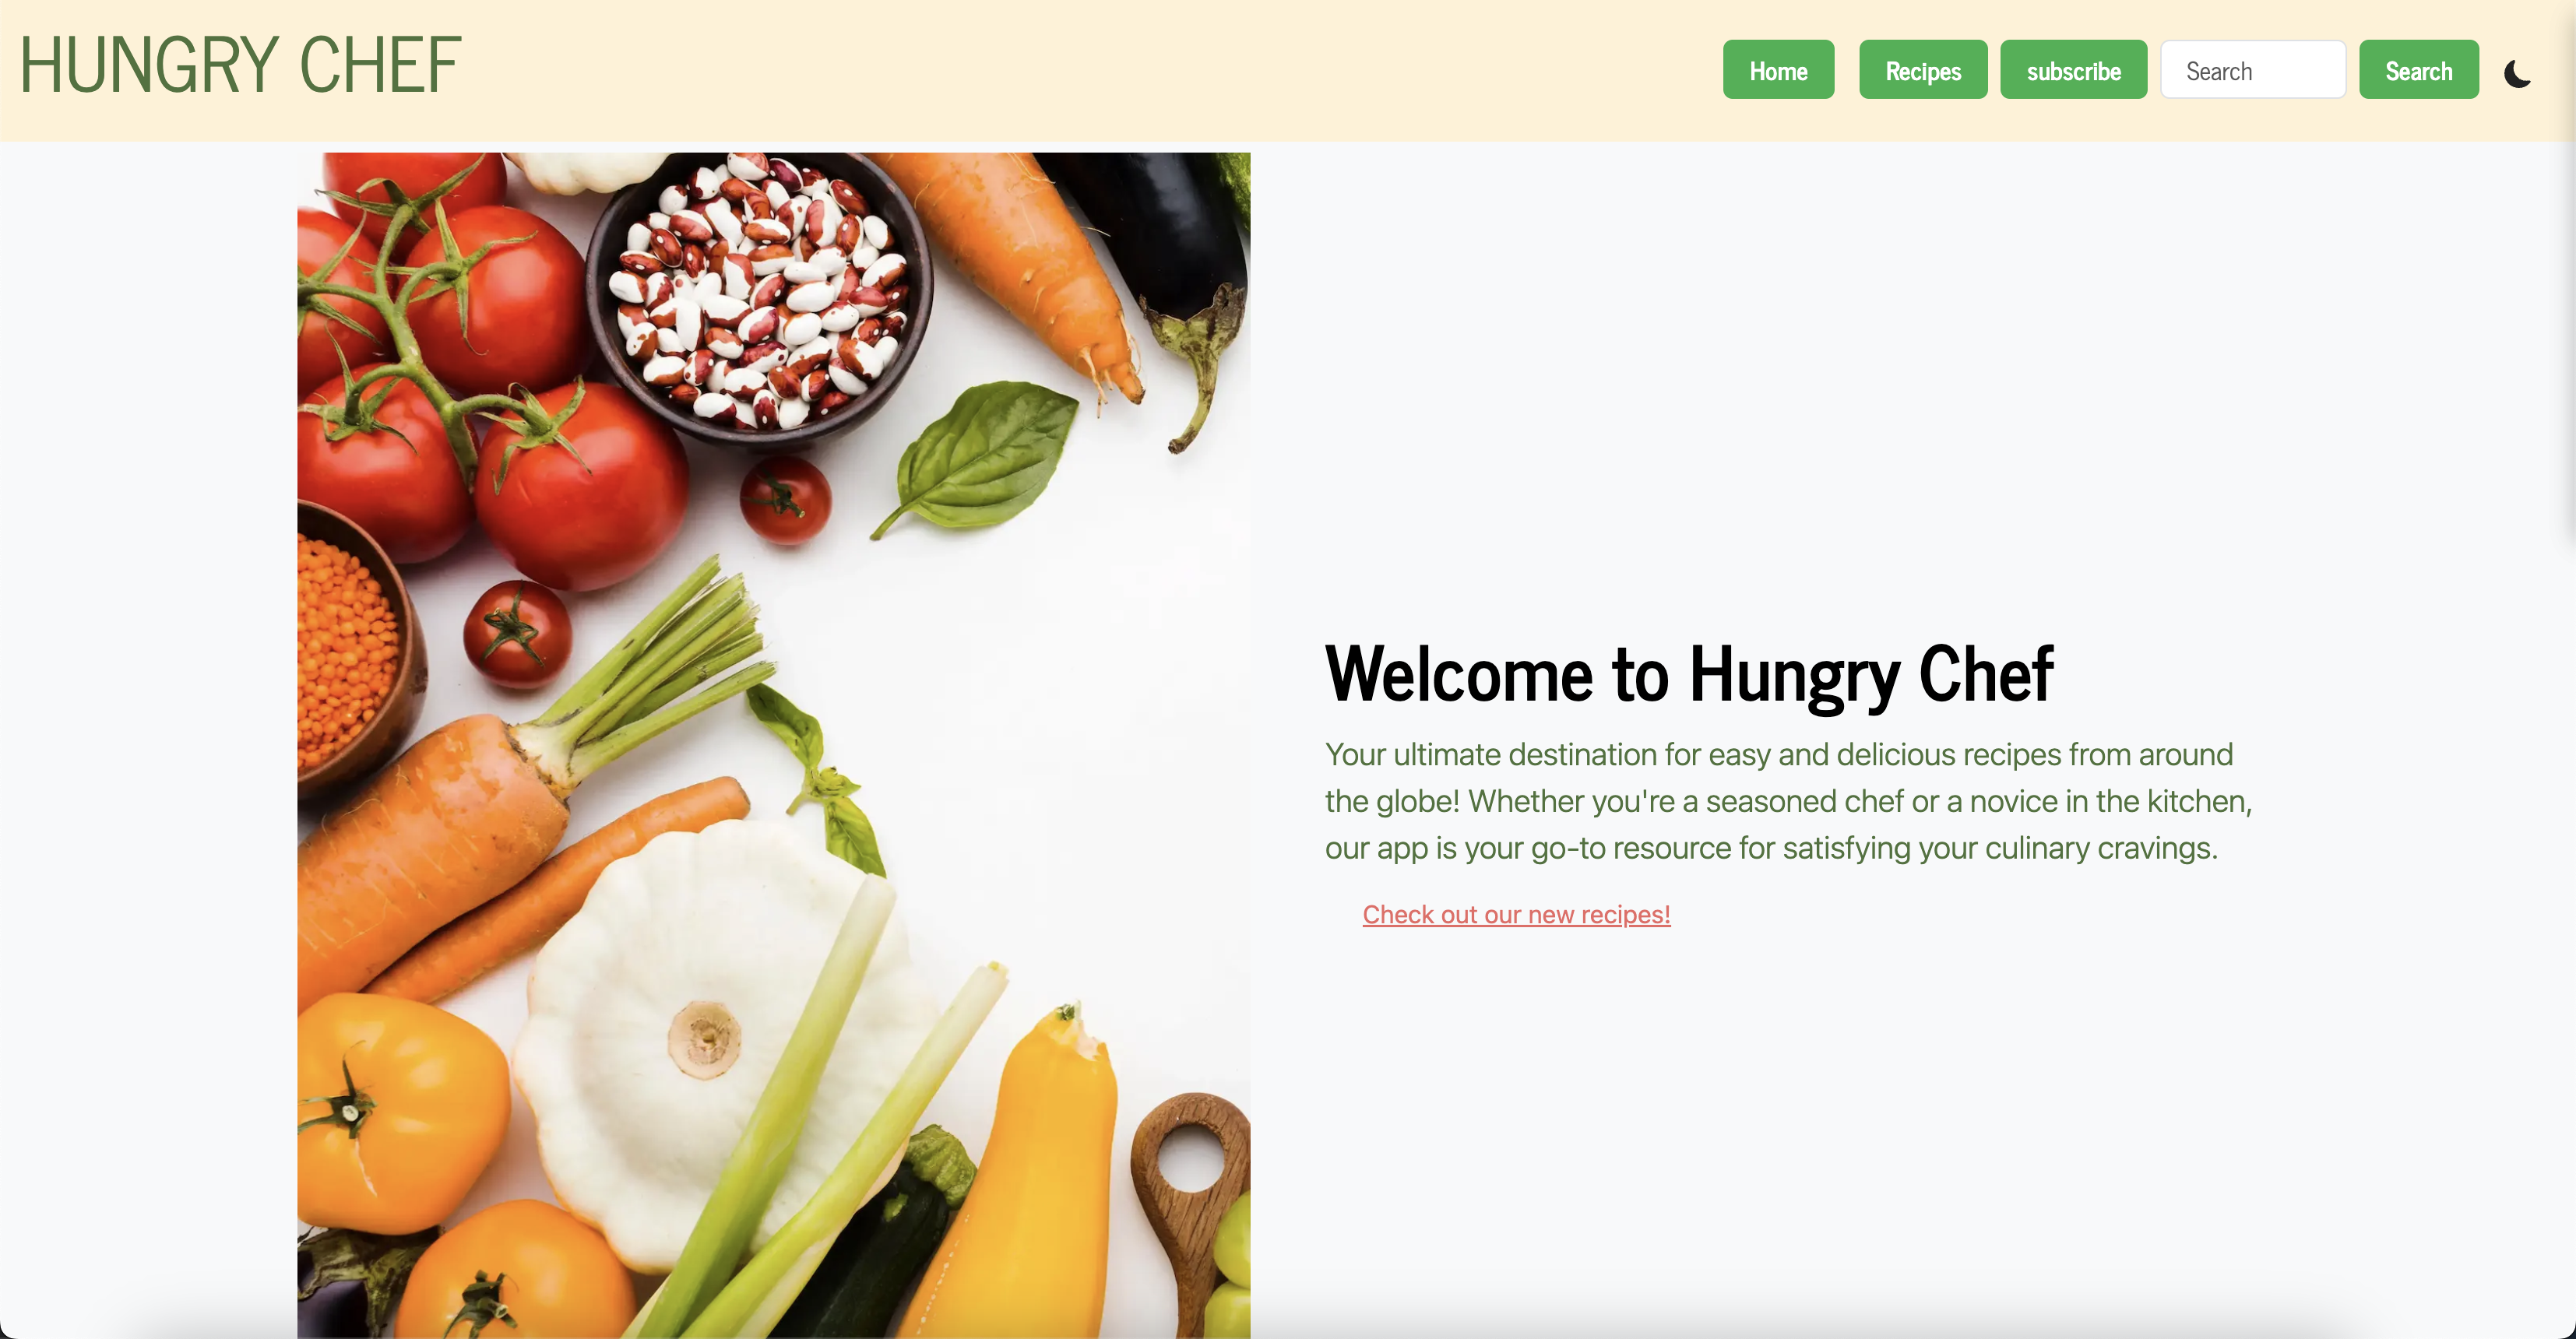 HUNGRY CHEF
Home
Recipes
subscribe
Search
Search
Welcome to Hungry Chef
Your ultimate destination for easy and delicious recipes from around
the globe! Whether you're a seasoned chef or a novice in the kitchen,
our app is your go-to resource for satisfying your culinary cravings.
Check out our new recipes!